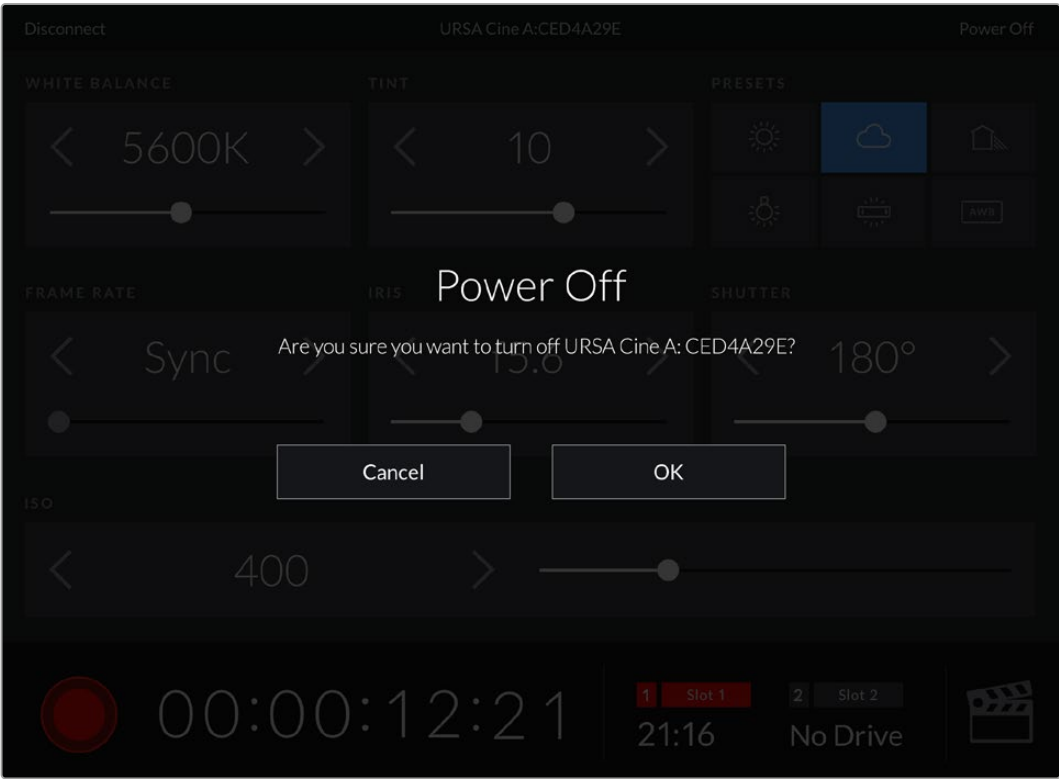 Disconnect
URSA Cine A:CED4A29E
Power Off
WHITE BALANCE
TINT
PRESETS
5600K
10
AWB
Power Off
FRAME RATE
IRIS
SHUTTER
Are you sure you want to turn off URSA Cine A: CED4A29E?
Sync
15.6
180°
Cancel
OK
ISO
400
00:00:12:21
1 Slot 1
2 Slot 2
21:16
No Drive